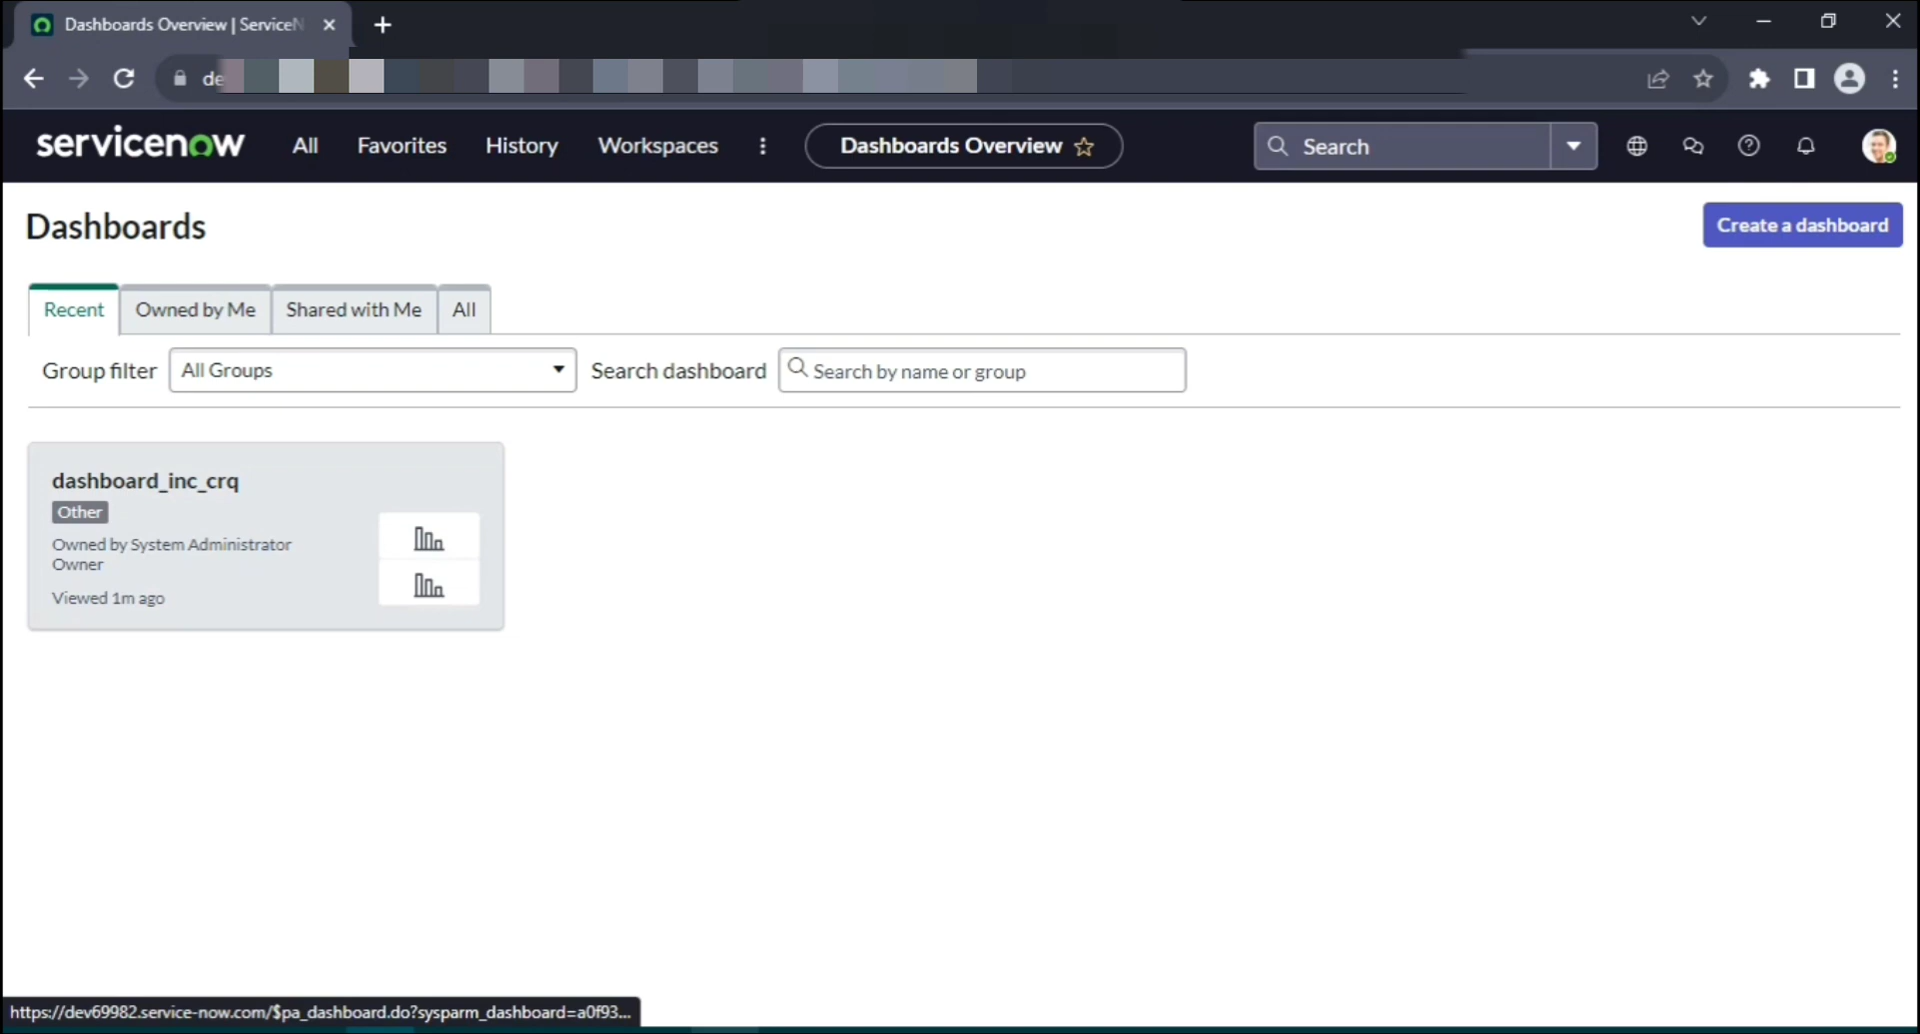 Dashboards Overview | Service
de
servicenow All Favorites History Workspaces Dashboards Overview Search
Dashboards
Create a dashboard
Recent Owned by Me Shared with Me All
Group filter All Groups Search dashboard Search by name or group
dashboard_inc_crq
Other
Owned by System Administrator
Owner
Viewed 1m ago
https://dev69982.service-now.com/$pa_dashboard.do?sysparm_dashboard=a0f93...